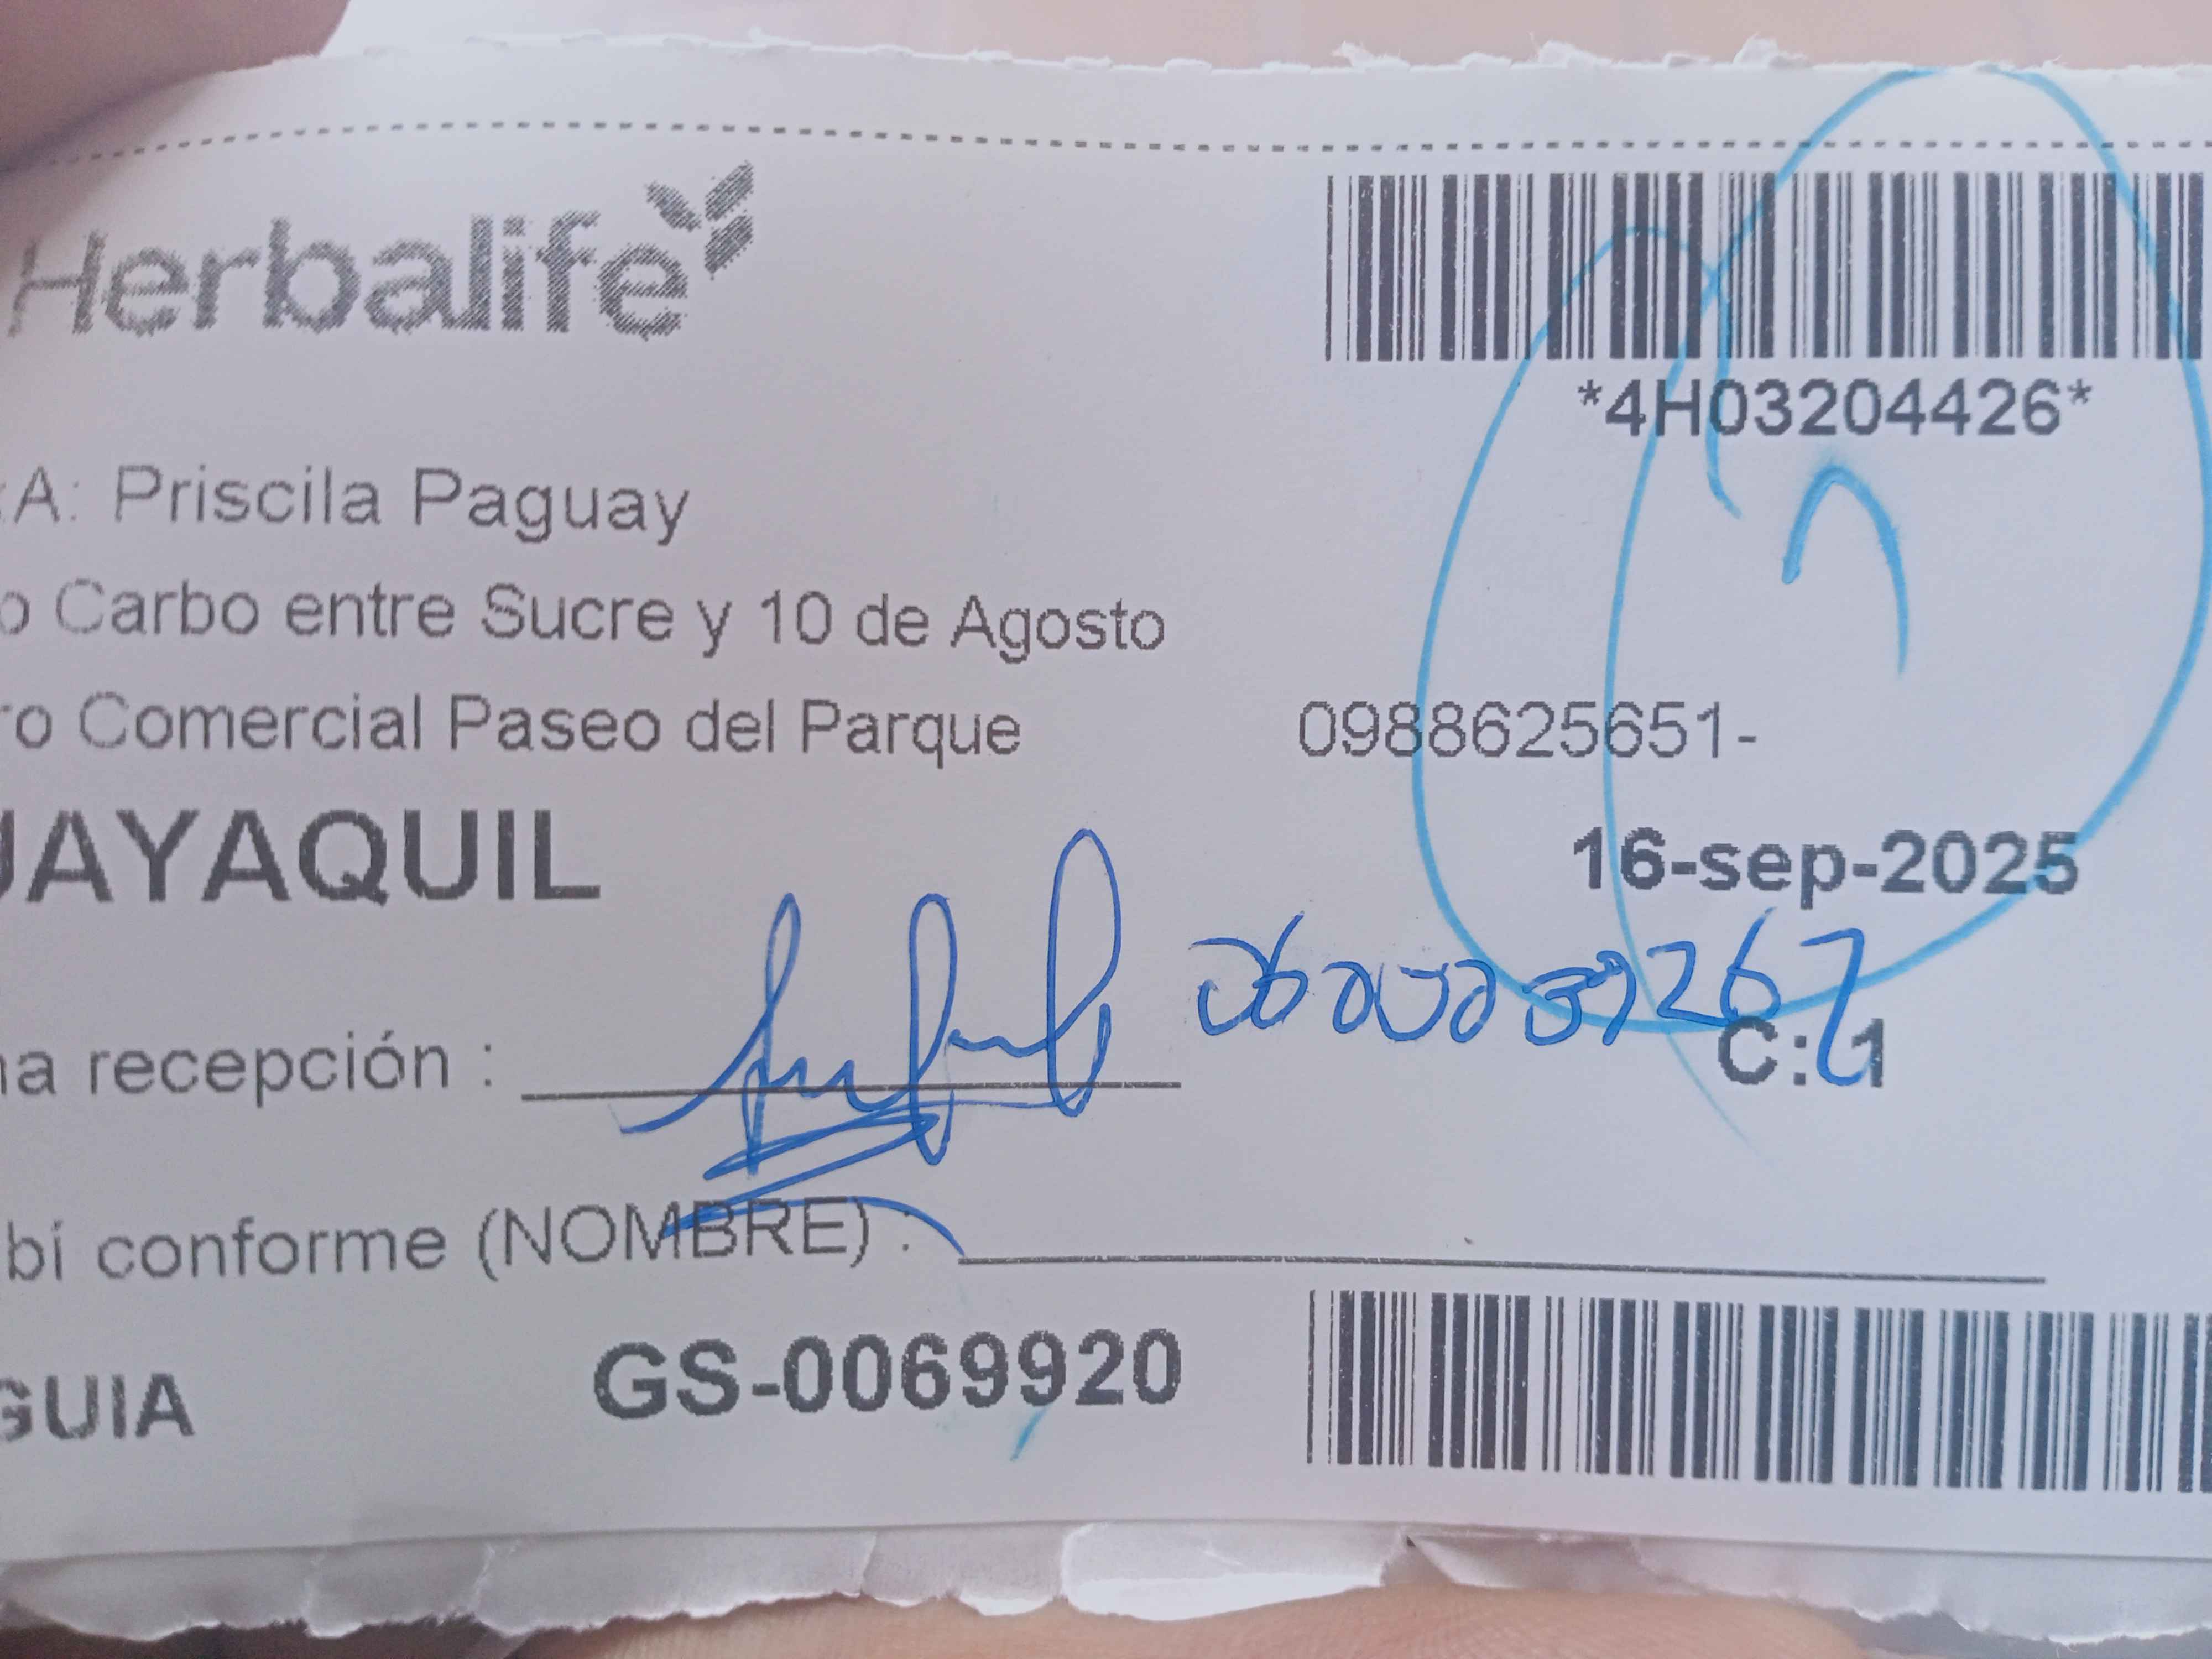 Herbalife
*4H03204426*
A: Priscila Paguay
o Carbo entre Sucre y 10 de Agosto
ro Comercial Paseo del Parque 0988625651-
UAYAQUIL
16-sep-2025
na recepción :
C: 1
bí conforme (NOMBRE) :
GUIA GS-0069920